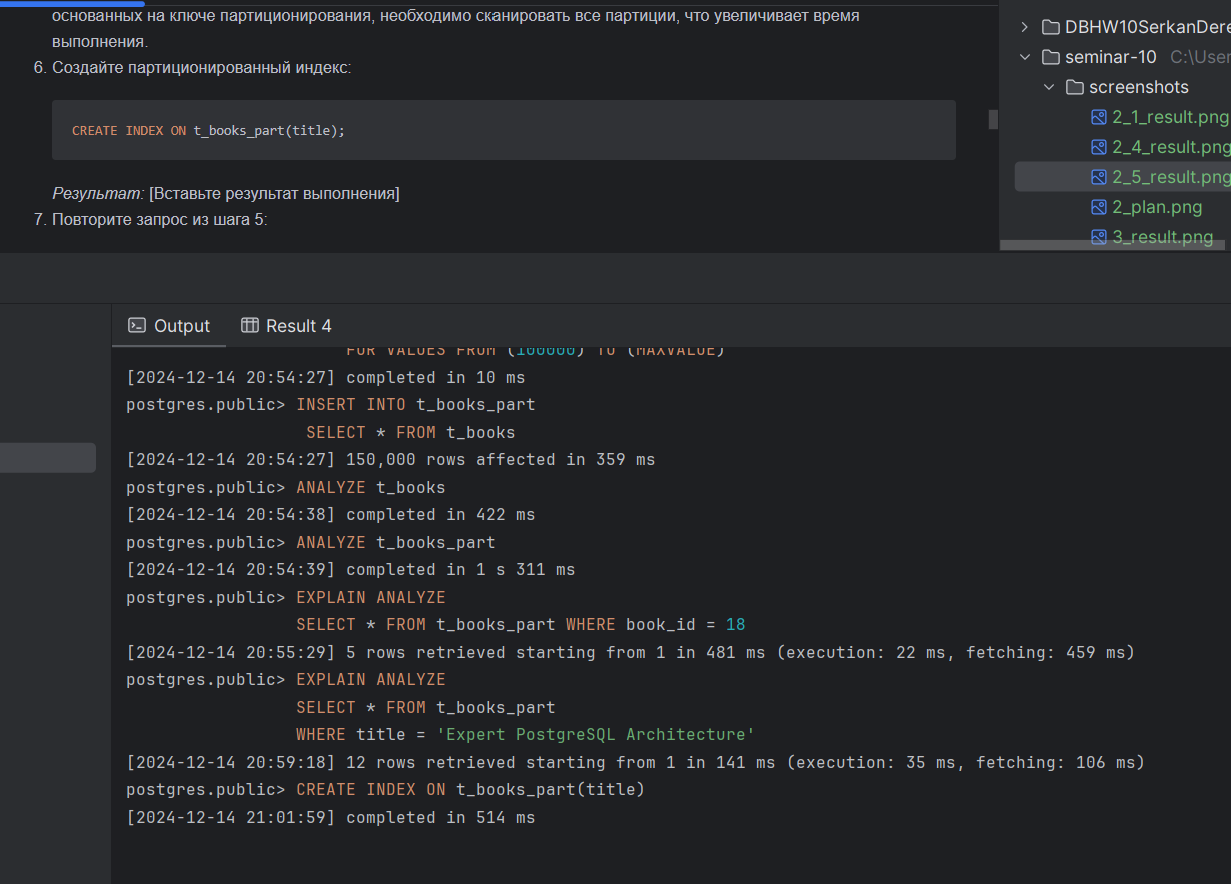 основанных на ключе партиционирования, необходимо сканировать все партиции, что увеличивает время
выполнения.
6. Создайте партиционированный индекс:
CREATE INDEX ON t_books_part(title);
Результат: [Вставьте результат выполнения]
7. Повторите запрос из шага 5:
DBHW10SerkanDere
seminar-10 C:\User
screenshots
2_1_result.png
2_4_result.png
2_5_result.png
2_plan.png
3_result.png
Output Result 4
FOR VALUES FROM (100000) TO (MAXVALUE)
[2024-12-14 20:54:27] completed in 10 ms
postgres.public> INSERT INTO t_books_part
SELECT * FROM t_books
[2024-12-14 20:54:27] 150,000 rows affected in 359 ms
postgres.public> ANALYZE t_books
[2024-12-14 20:54:38] completed in 422 ms
postgres.public> ANALYZE t_books_part
[2024-12-14 20:54:39] completed in 1 s 311 ms
postgres.public> EXPLAIN ANALYZE
SELECT * FROM t_books_part WHERE book_id = 18
[2024-12-14 20:55:29] 5 rows retrieved starting from 1 in 481 ms (execution: 22 ms, fetching: 459 ms)
postgres.public> EXPLAIN ANALYZE
SELECT * FROM t_books_part
WHERE title = 'Expert PostgreSQL Architecture'
[2024-12-14 20:59:18] 12 rows retrieved starting from 1 in 141 ms (execution: 35 ms, fetching: 106 ms)
postgres.public> CREATE INDEX ON t_books_part(title)
[2024-12-14 21:01:59] completed in 514 ms